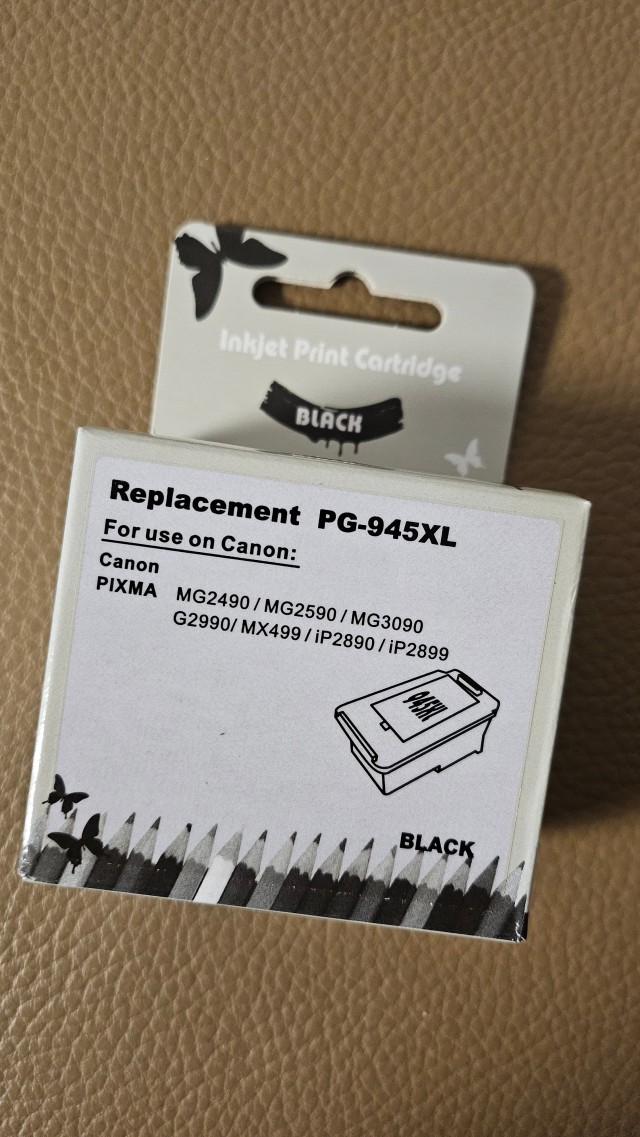 Inkjet Print Cartridge
BLACK
Replacement PG-945XL
For use on Canon:
Canon
PIXMA MG2490 / MG2590 / MG3090
G2990/ MX499 / iP2890 / iP2899
945XL
BLACK